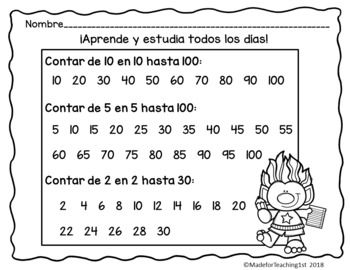 Nombre
¡Aprende y estudia todos los días!
Contar de 10 en 10 hasta 100:
10 20 30 40 50 60 70 80 90 100
Contar de 5 en 5 hasta 100:
5 10 15 20 25 30 35 40 45 50 55
60 65 70 75 80 85 90 95 100
Contar de 2 en 2 hasta 30:
2 4 6 8 10 12 14 16 18 20
22 24 26 28 30
©MadeforTeaching1st 2018